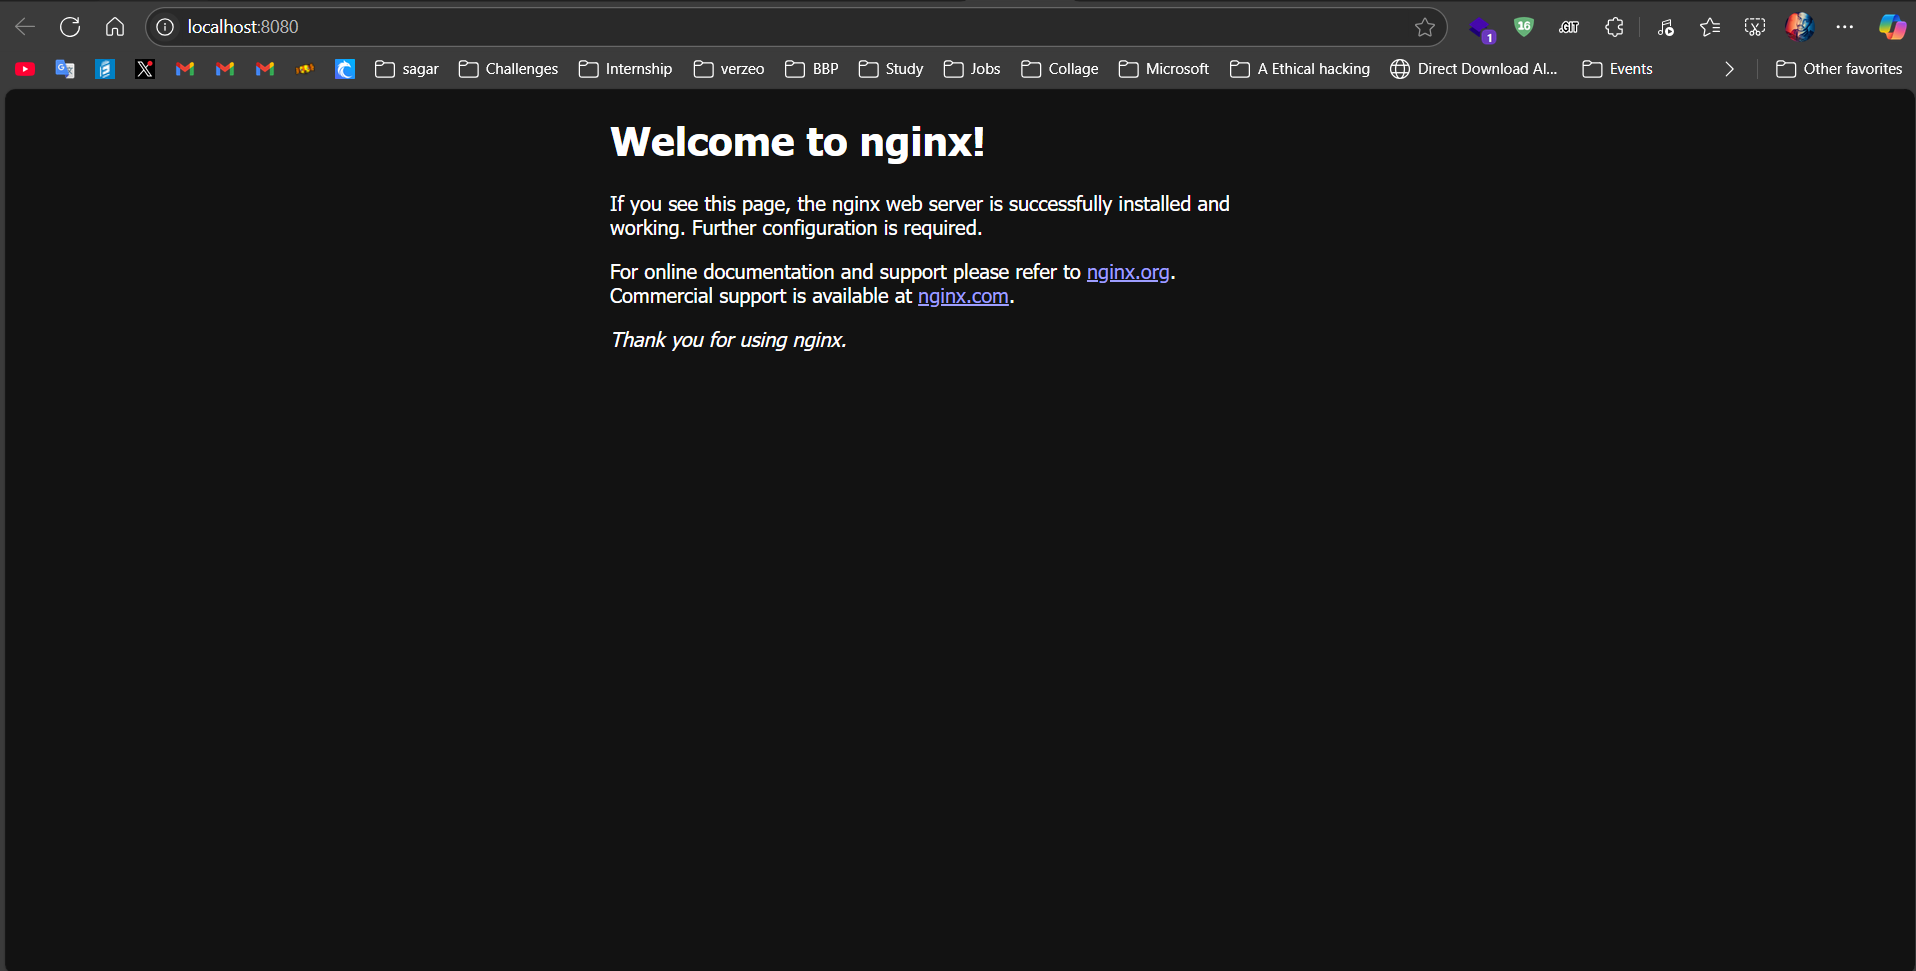 localhost:8080
1
16
.GIT
sagar
Challenges
Internship
verzeo
BBP
Study
Jobs
Collage
Microsoft
A Ethical hacking
Direct Download Al...
Events
Other favorites
Welcome to nginx!
If you see this page, the nginx web server is successfully installed and
working. Further configuration is required.
For online documentation and support please refer to nginx.org.
Commercial support is available at nginx.com.
Thank you for using nginx.